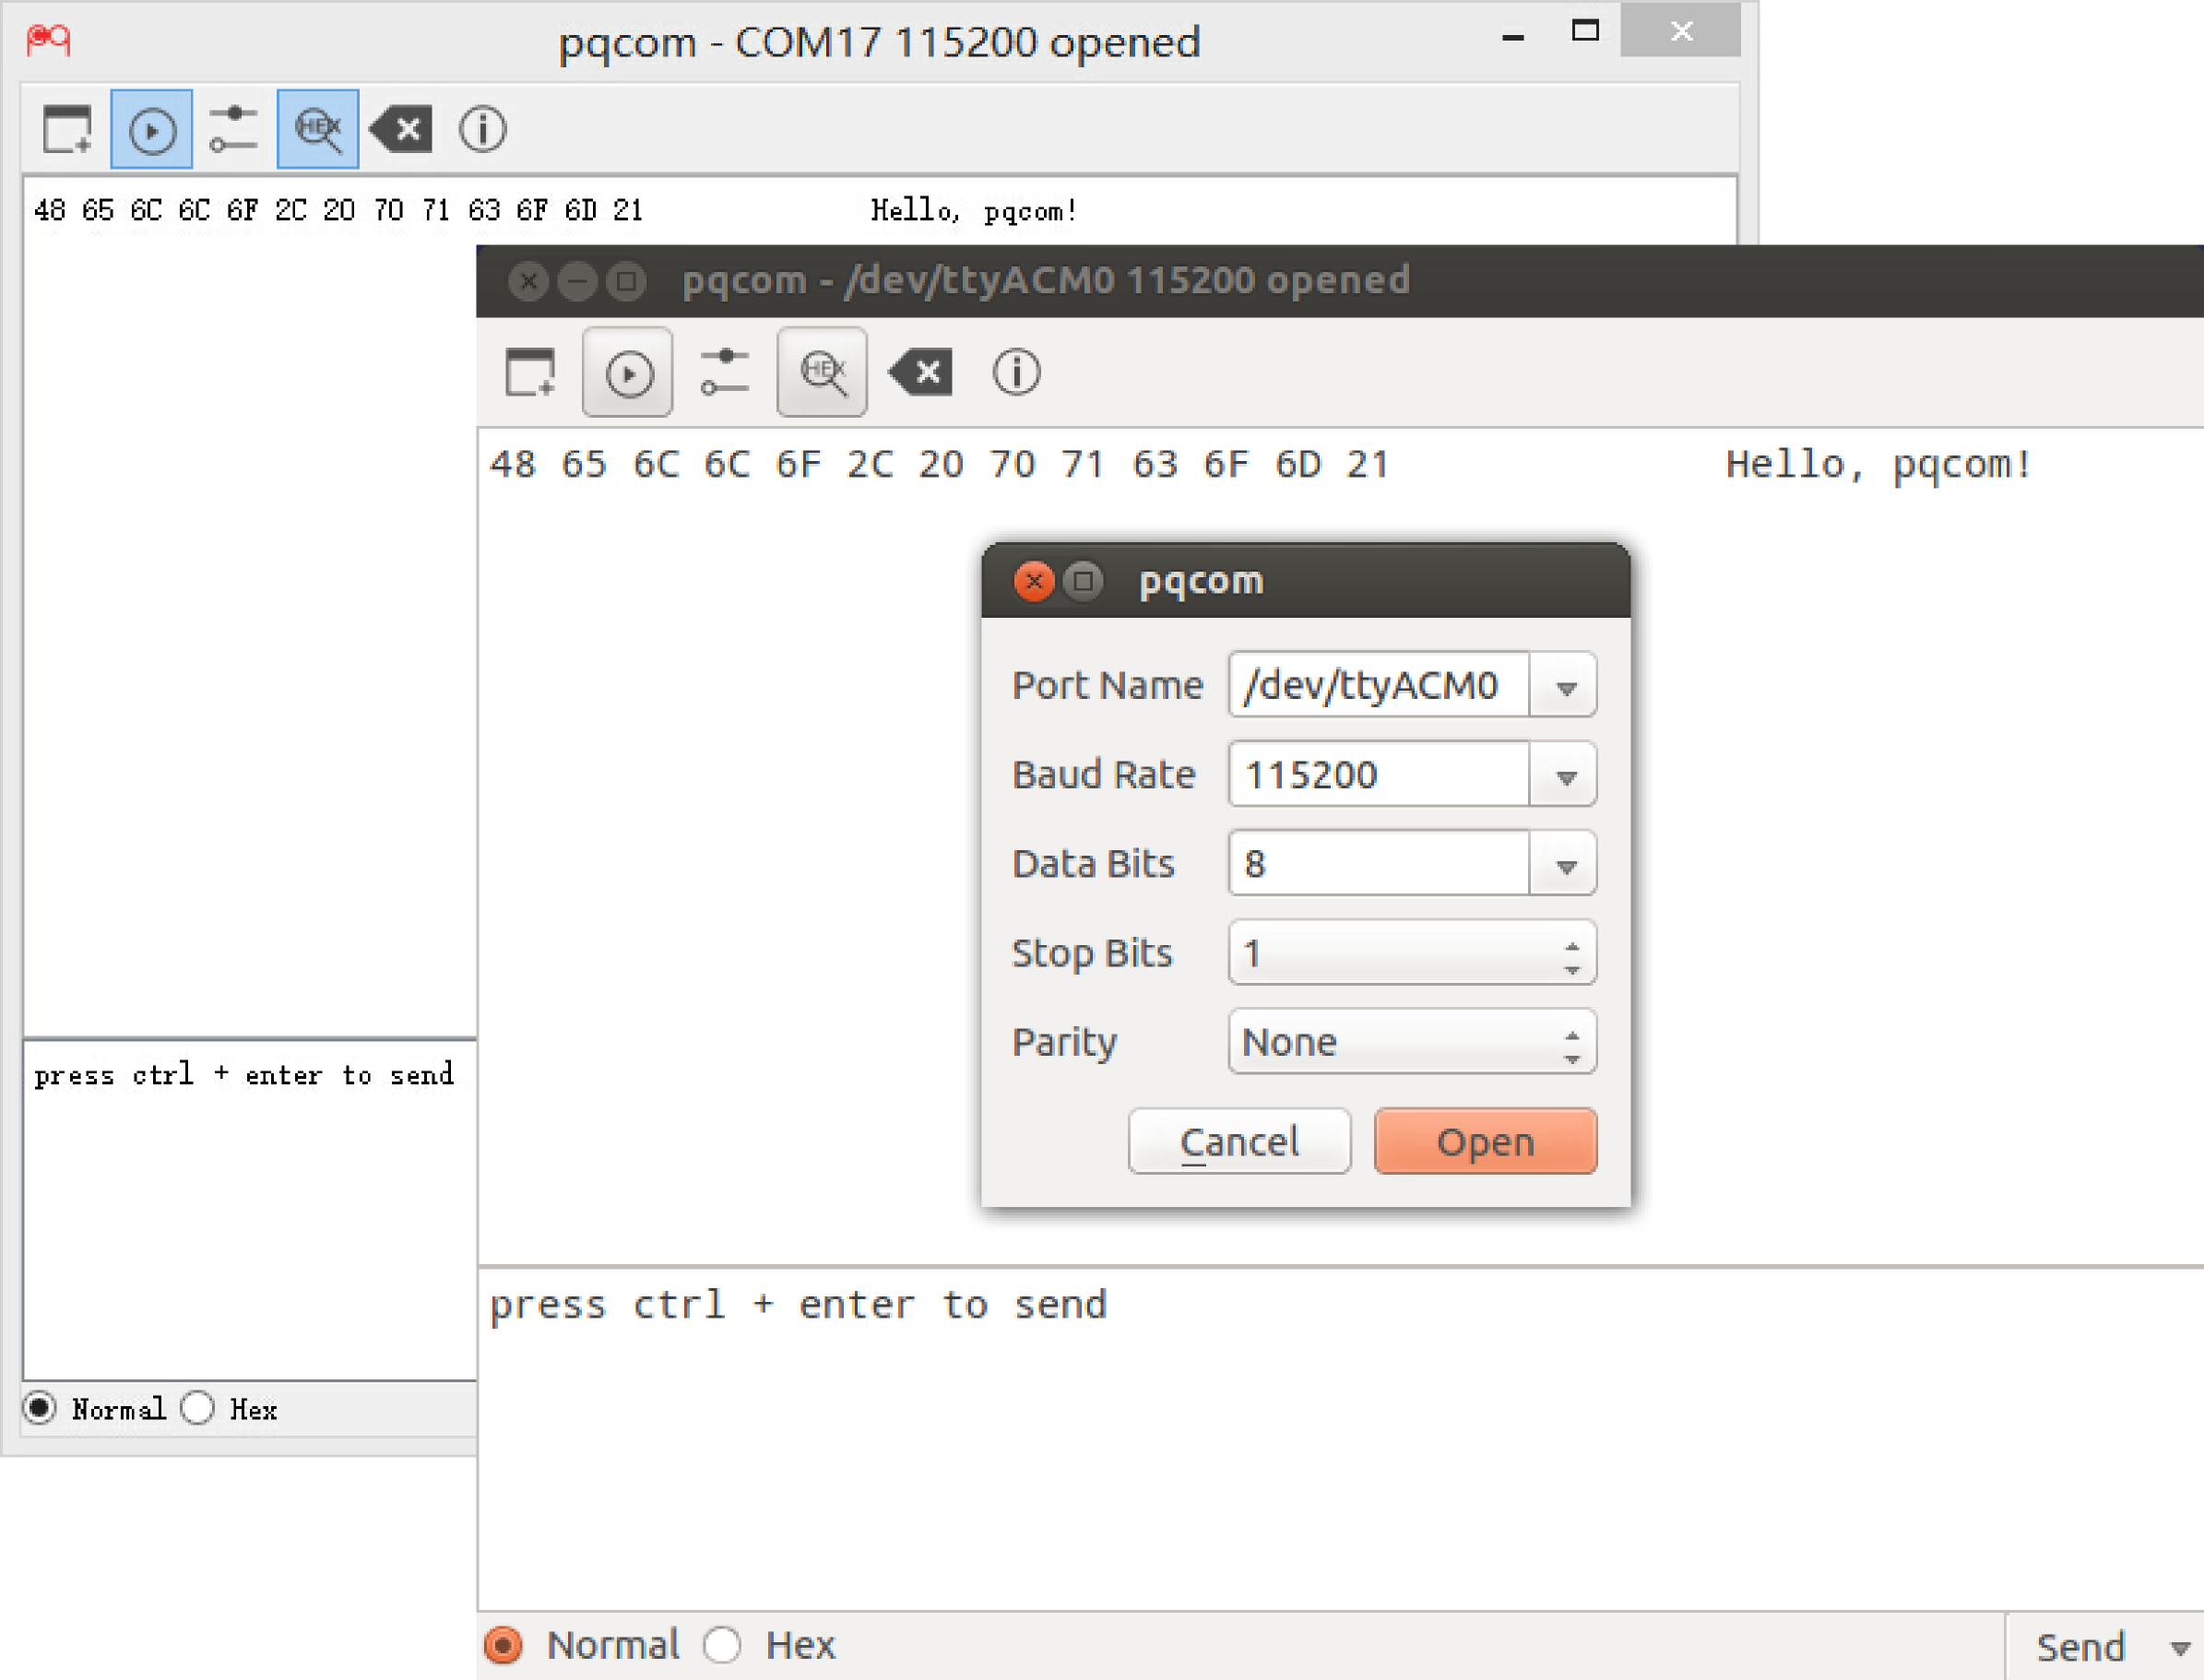 pq
pqcom - COM17 115200 opened
HEX
48 65 6C 6C 6F 2C 20 70 71 63 6F 6D 21 Hello, pqcom!
press ctrl + enter to send
Normal Hex
pqcom - /dev/ttyACM0 115200 opened
HEX
48 65 6C 6C 6F 2C 20 70 71 63 6F 6D 21 Hello, pqcom!
pqcom
Port Name /dev/ttyACM0
Baud Rate 115200
Data Bits 8
Stop Bits 1
Parity None
Cancel Open
press ctrl + enter to send
Normal Hex Send